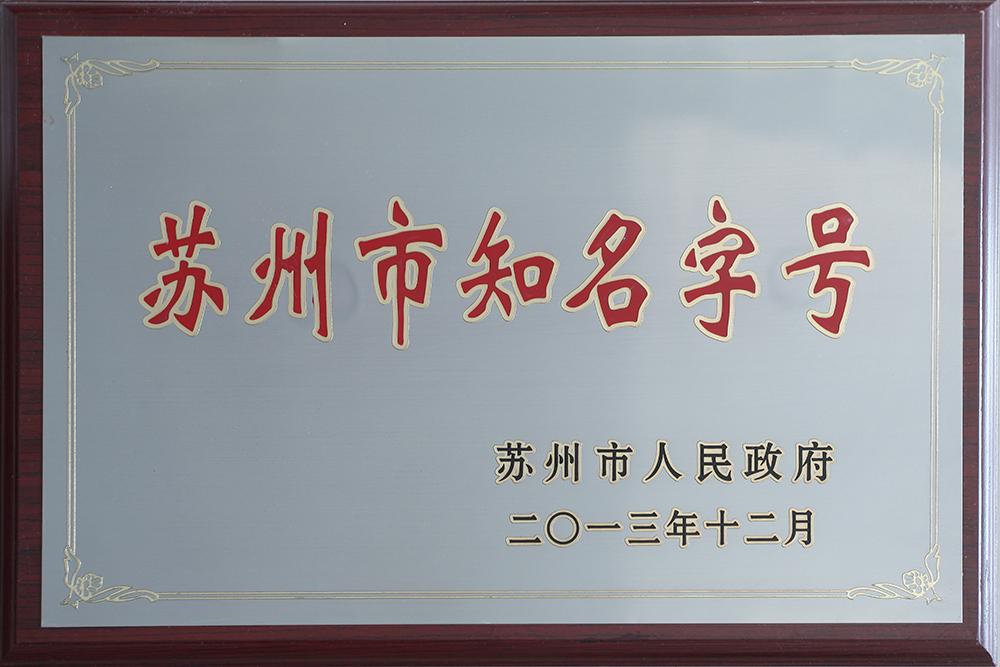 苏州市知名字号
苏州市人民政府
二〇一三年十二月